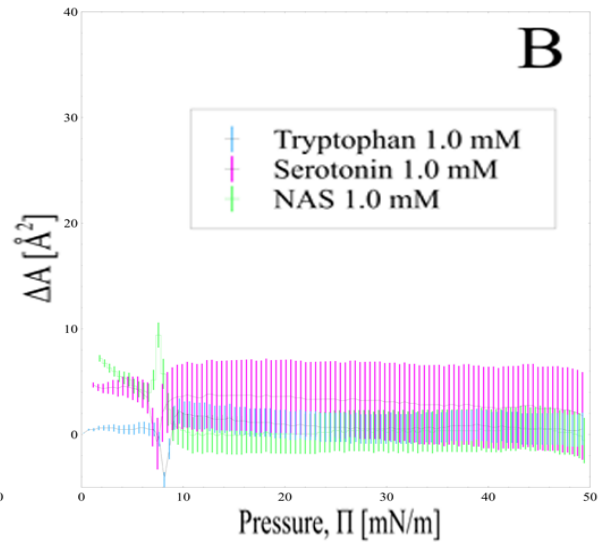 40
B
30
Tryptophan 1.0 mM
Serotonin 1.0 mM
NAS 1.0 mM
20
ΔA [Å²]
10
0
0
0 10 20 30 40 50
Pressure, Π [mN/m]